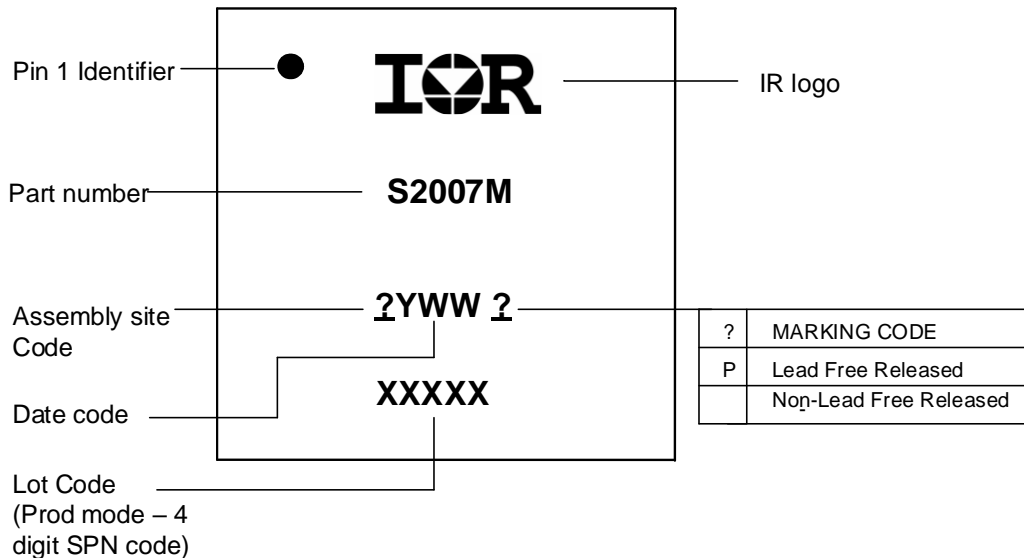 Pin 1 Identifier
IOR
IR logo
Part number
S2007M
Assembly site
Code
?YWW ?
? MARKING CODE
P Lead Free Released
Non-Lead Free Released
Date code
XXXXX
Lot Code
(Prod mode – 4
digit SPN code)